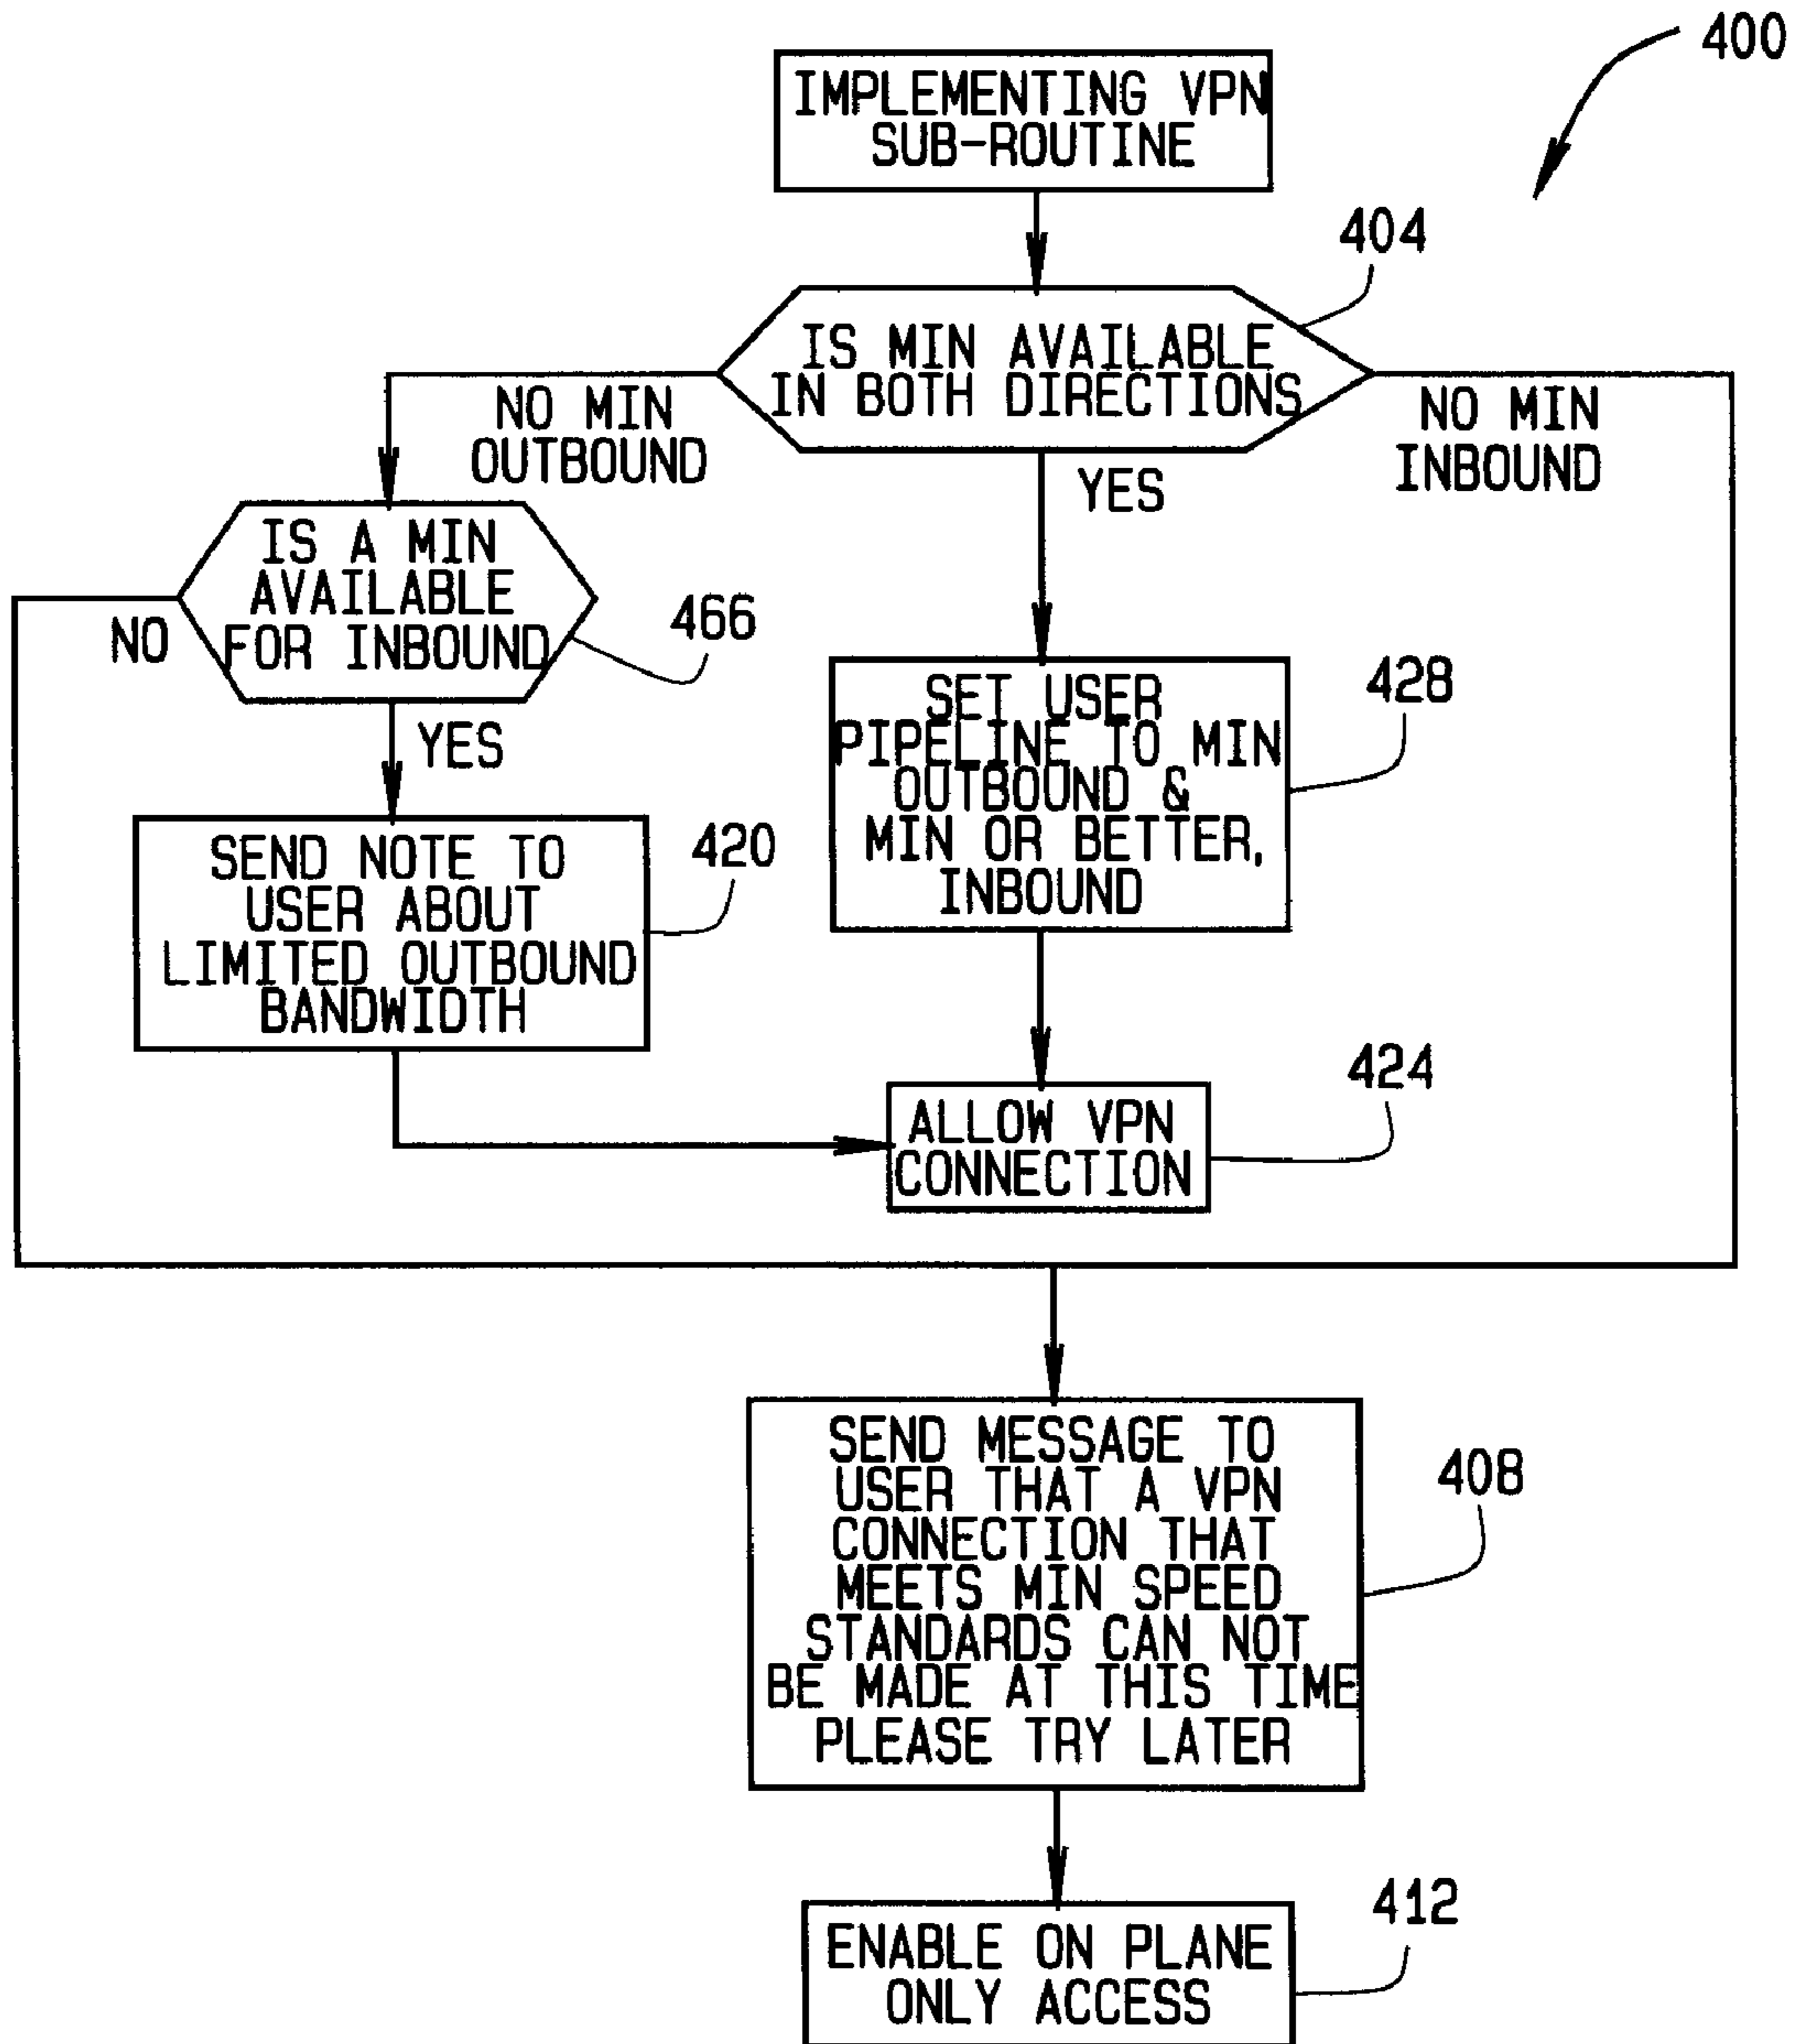 400
IMPLEMENTING VPN
SUB-ROUTINE
404
IS MIN AVAILABLE
IN BOTH DIRECTIONS
NO MIN
OUTBOUND
YES
NO MIN
INBOUND
IS A MIN
AVAILABLE
FOR INBOUND
466
NO
YES
SET USER
PIPELINE TO MIN
OUTBOUND &
MIN OR BETTER,
INBOUND
428
SEND NOTE TO
USER ABOUT
LIMITED OUTBOUND
BANDWIDTH
420
ALLOW VPN
CONNECTION
424
SEND MESSAGE TO
USER THAT A VPN
CONNECTION THAT
MEETS MIN SPEED
STANDARDS CAN NOT
BE MADE AT THIS TIME
PLEASE TRY LATER
408
ENABLE ON PLANE
ONLY ACCESS
412